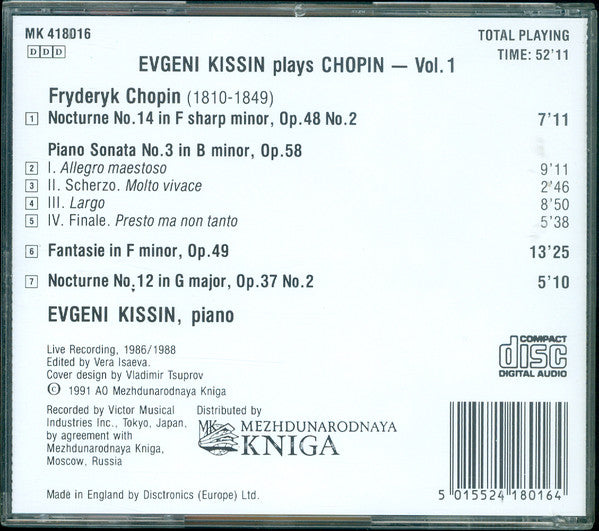 MK 418016
TOTAL PLAYING
DDD
TIME: 52'11
EVGENI KISSIN plays CHOPIN — Vol. 1
Fryderyk Chopin (1810-1849)
1 Nocturne No.14 in F sharp minor, Op.48 No.2 7'11
Piano Sonata No.3 in B minor, Op.58
2 I. Allegro maestoso 9'11
3 II. Scherzo. Molto vivace 2'46
4 III. Largo 8'50
5 IV. Finale. Presto ma non tanto 5'38
6 Fantasie in F minor, Op.49 13'25
7 Nocturne No.12 in G major, Op.37 No.2 5'10
EVGENI KISSIN, piano
Live Recording, 1986/1988
Edited by Vera Isaeva.
Cover design by Vladimir Tsuprov
© 1991 AO Mezhdunarodnaya Kniga
COMPACT
disc
DIGITAL AUDIO
Recorded by Victor Musical
Industries Inc., Tokyo, Japan,
by agreement with
Mezhdunarodnaya Kniga,
Moscow, Russia
Distributed by
MK MEZHDUNARODNAYA
KNIGA
Made in England by Disctronics (Europe) Ltd.
5 015524 180164